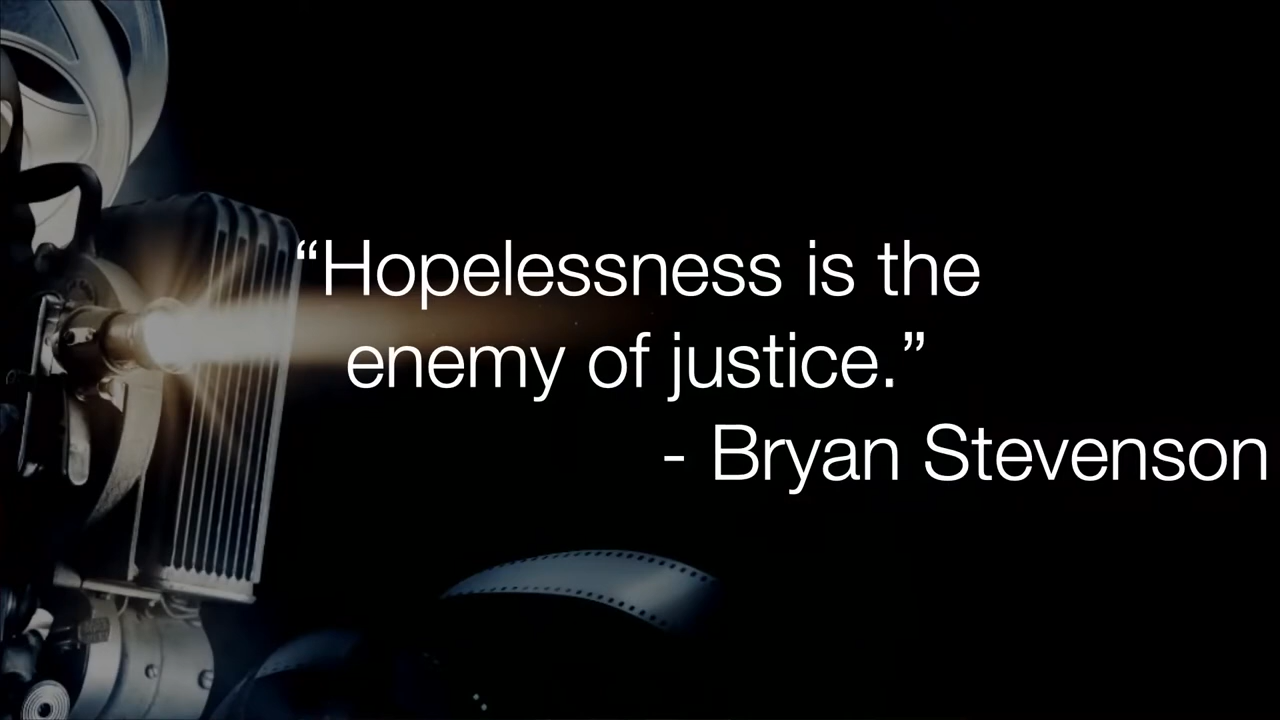 “Hopelessness is the
enemy of justice.”
- Bryan Stevenson